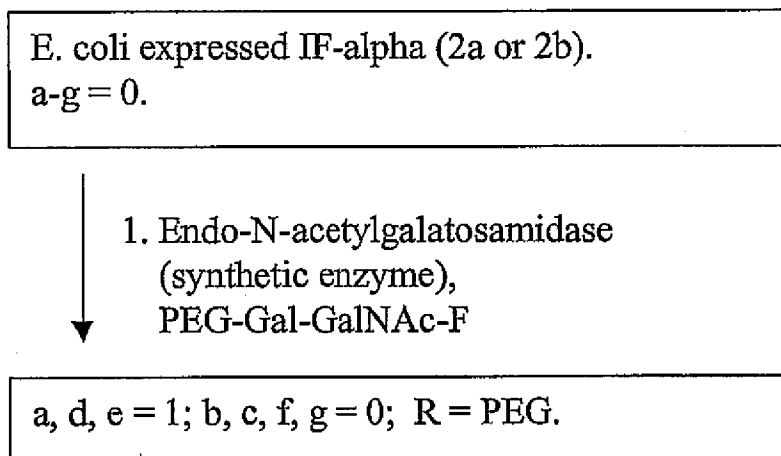 E. coli expressed IF-alpha (2a or 2b).
a-g = 0.
1. Endo-N-acetylgalatosamidase
(synthetic enzyme),
PEG-Gal-GalNAc-F
a, d, e = 1; b, c, f, g = 0; R = PEG.